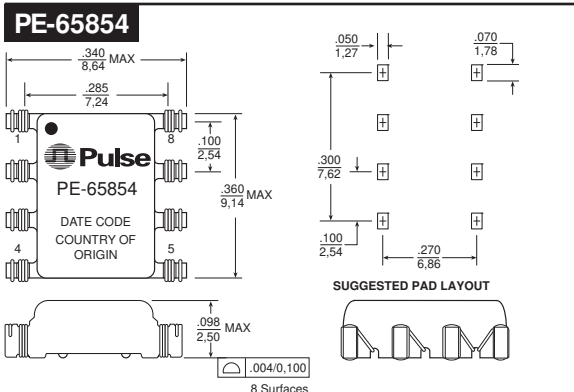 PE-65854
.340
8,64
MAX
.285
7,24
1
8
Pulse
PE-65854
DATE CODE
COUNTRY OF
ORIGIN
4
5
.100
2,54
.360
9,14
MAX
.098
2,50
MAX
.004/0,100
8 Surfaces
.050
1,27
.070
1,78
.300
7,62
.100
2,54
.270
6,86
SUGGESTED PAD LAYOUT